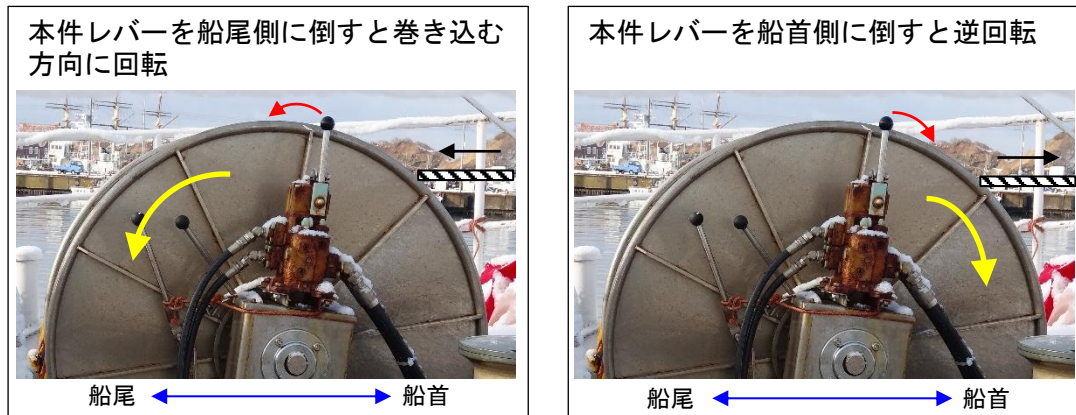 本件レバーを船尾側に倒すと巻き込む
方向に回転
船尾 船首
本件レバーを船首側に倒すと逆回転
船尾 船首